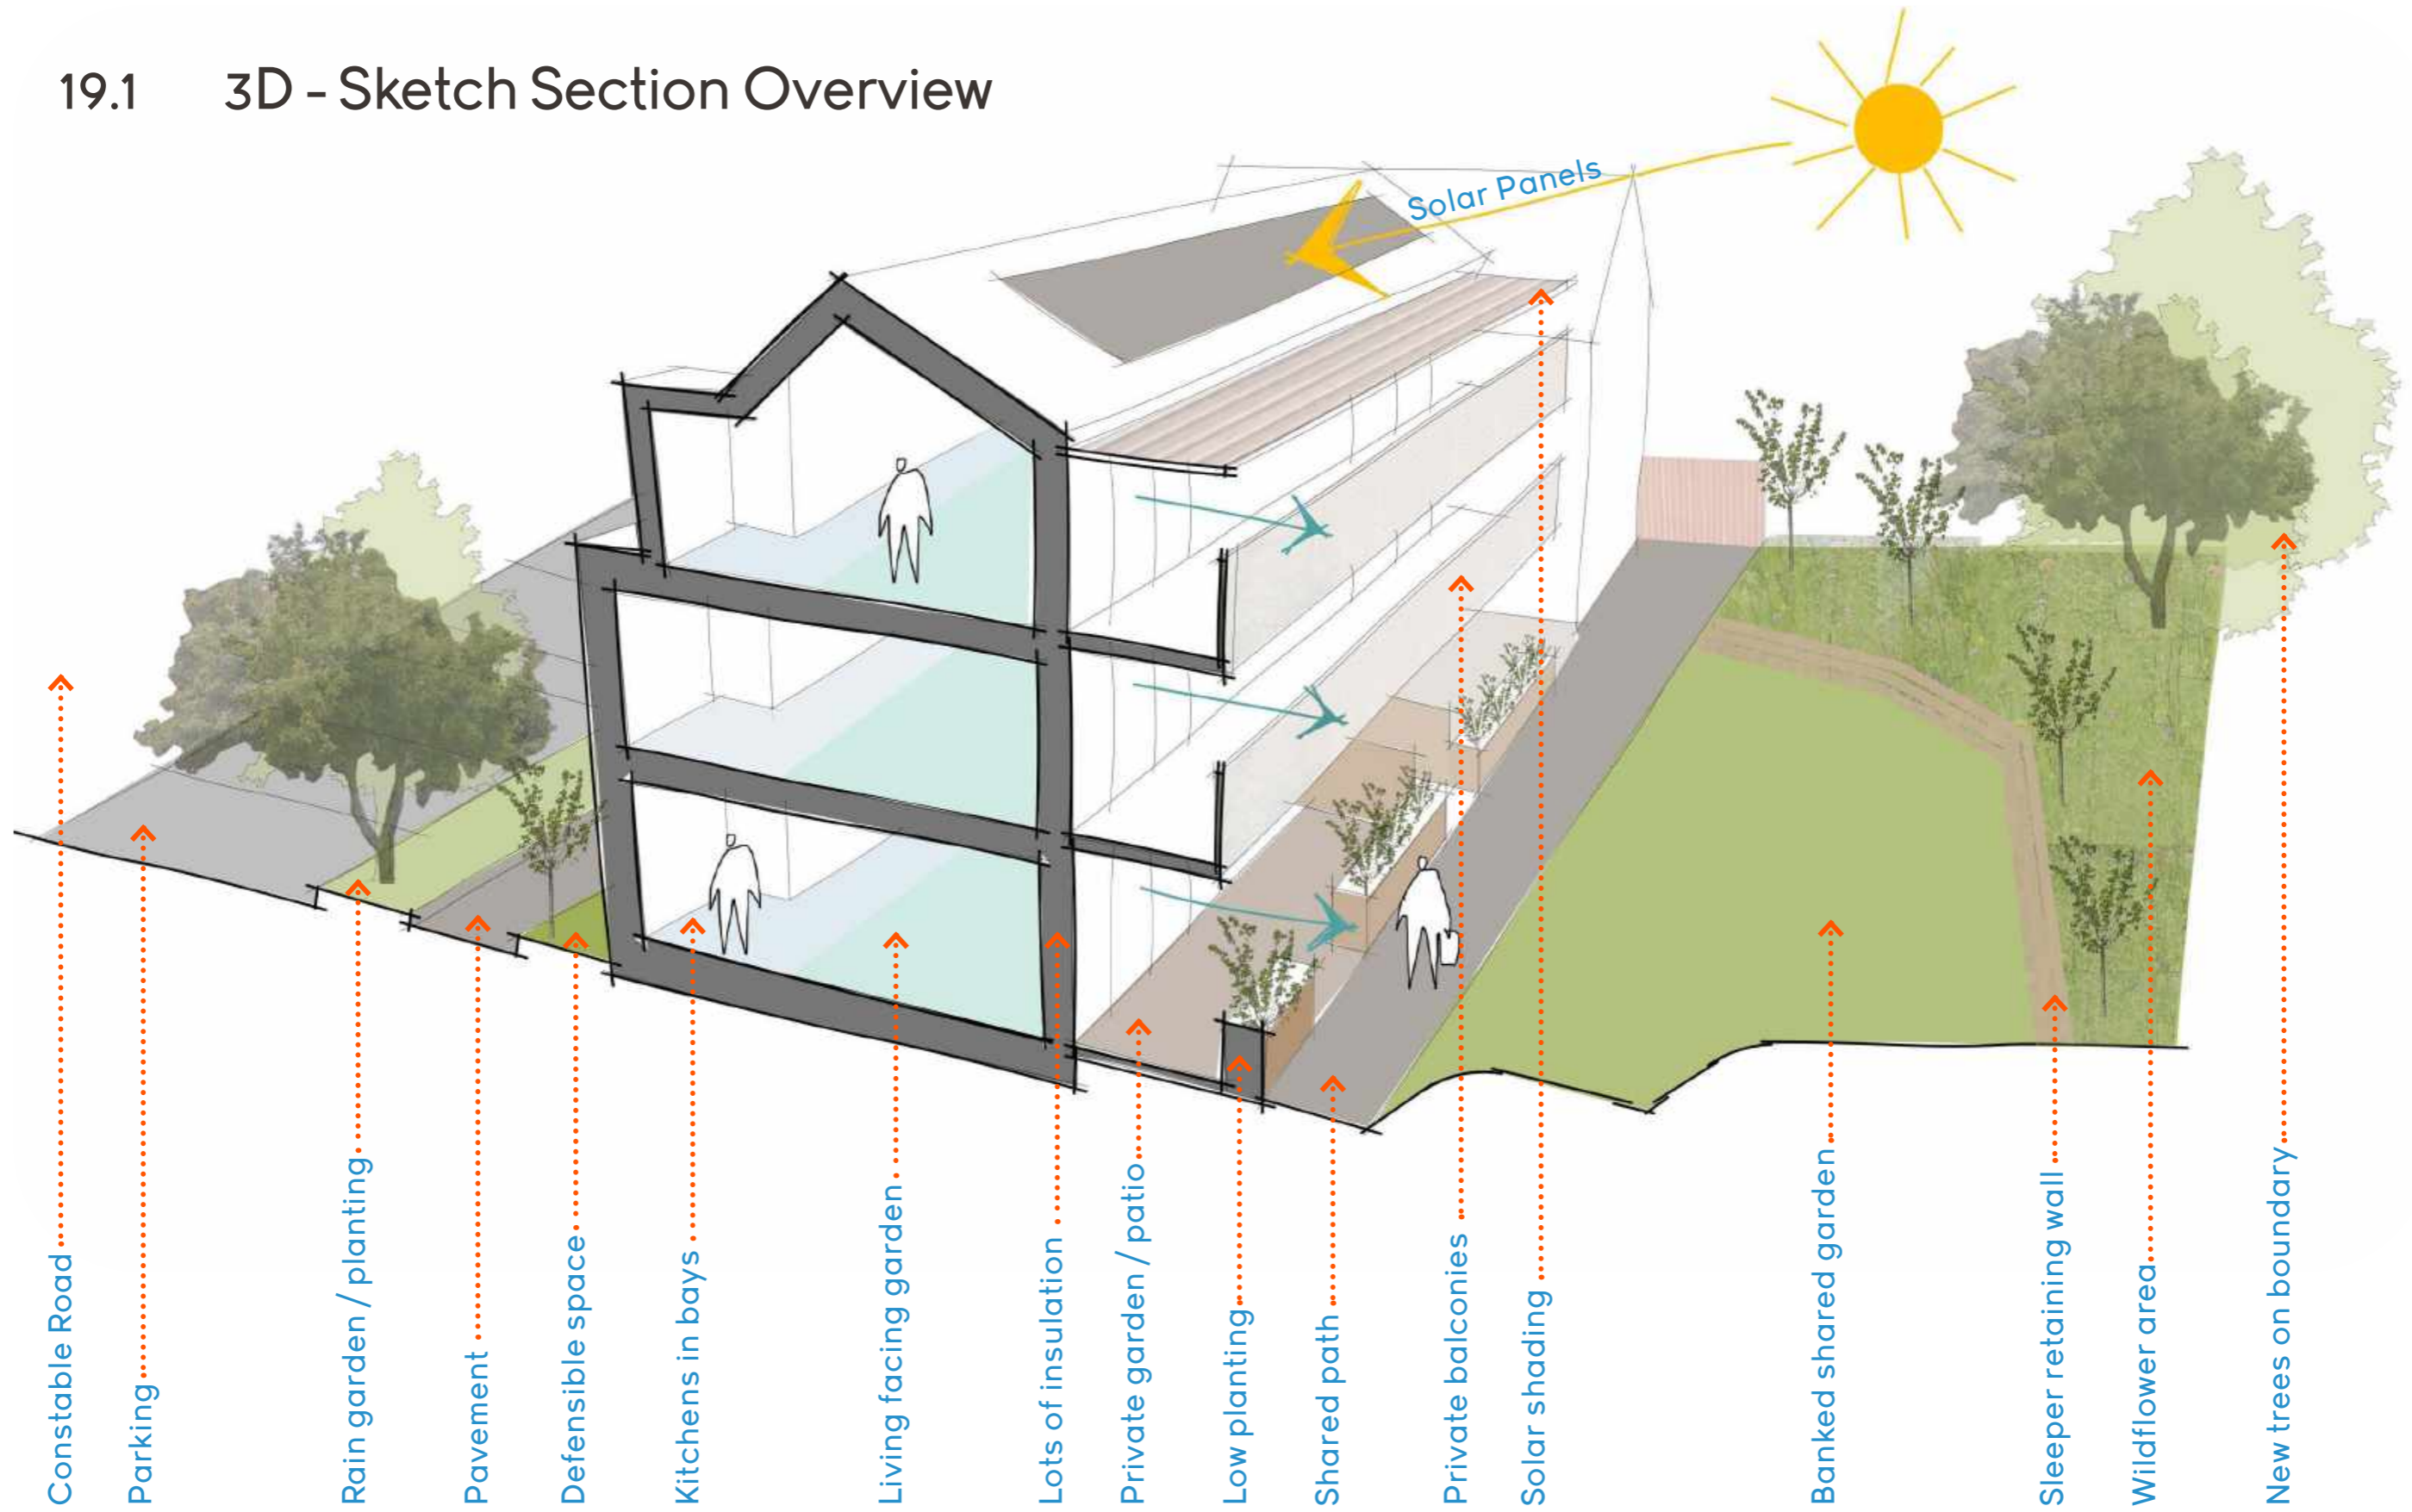 19.1 3D - Sketch Section Overview
Solar Panels
Constable Road
Parking
Rain garden / planting
Pavement
Defensible space
Kitchens in bays
Living facing garden
Lots of insulation
Private garden / patio
Low planting
Shared path
Private balconies
Solar shading
Banked shared garden
Sleeper retaining wall
Wildflower area
New trees on boundary